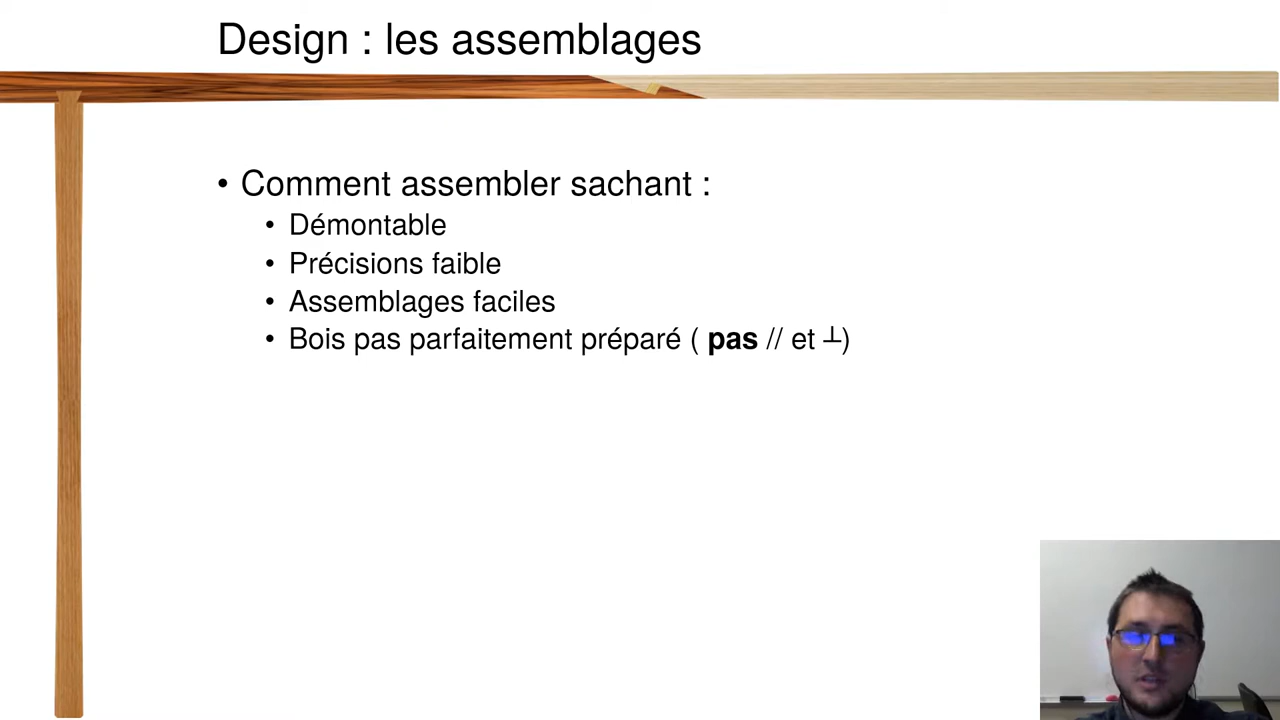 Design : les assemblages
• Comment assembler sachant :
• Démontable
• Précisions faible
• Assemblages faciles
• Bois pas parfaitement préparé ( pas // et ┴)